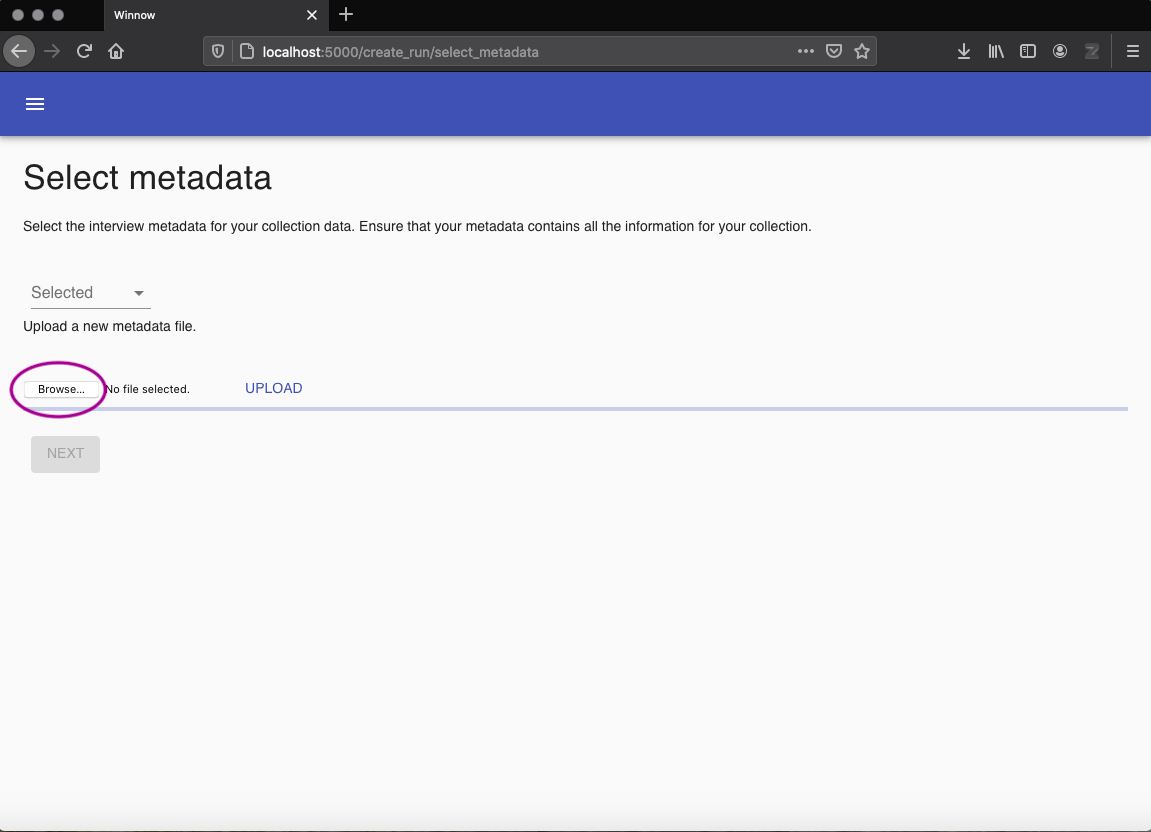 Winnow
localhost:5000/create_run/select_metadata
Select metadata
Select the interview metadata for your collection data. Ensure that your metadata contains all the information for your collection.
Selected
Upload a new metadata file.
Browse... No file selected. UPLOAD
NEXT